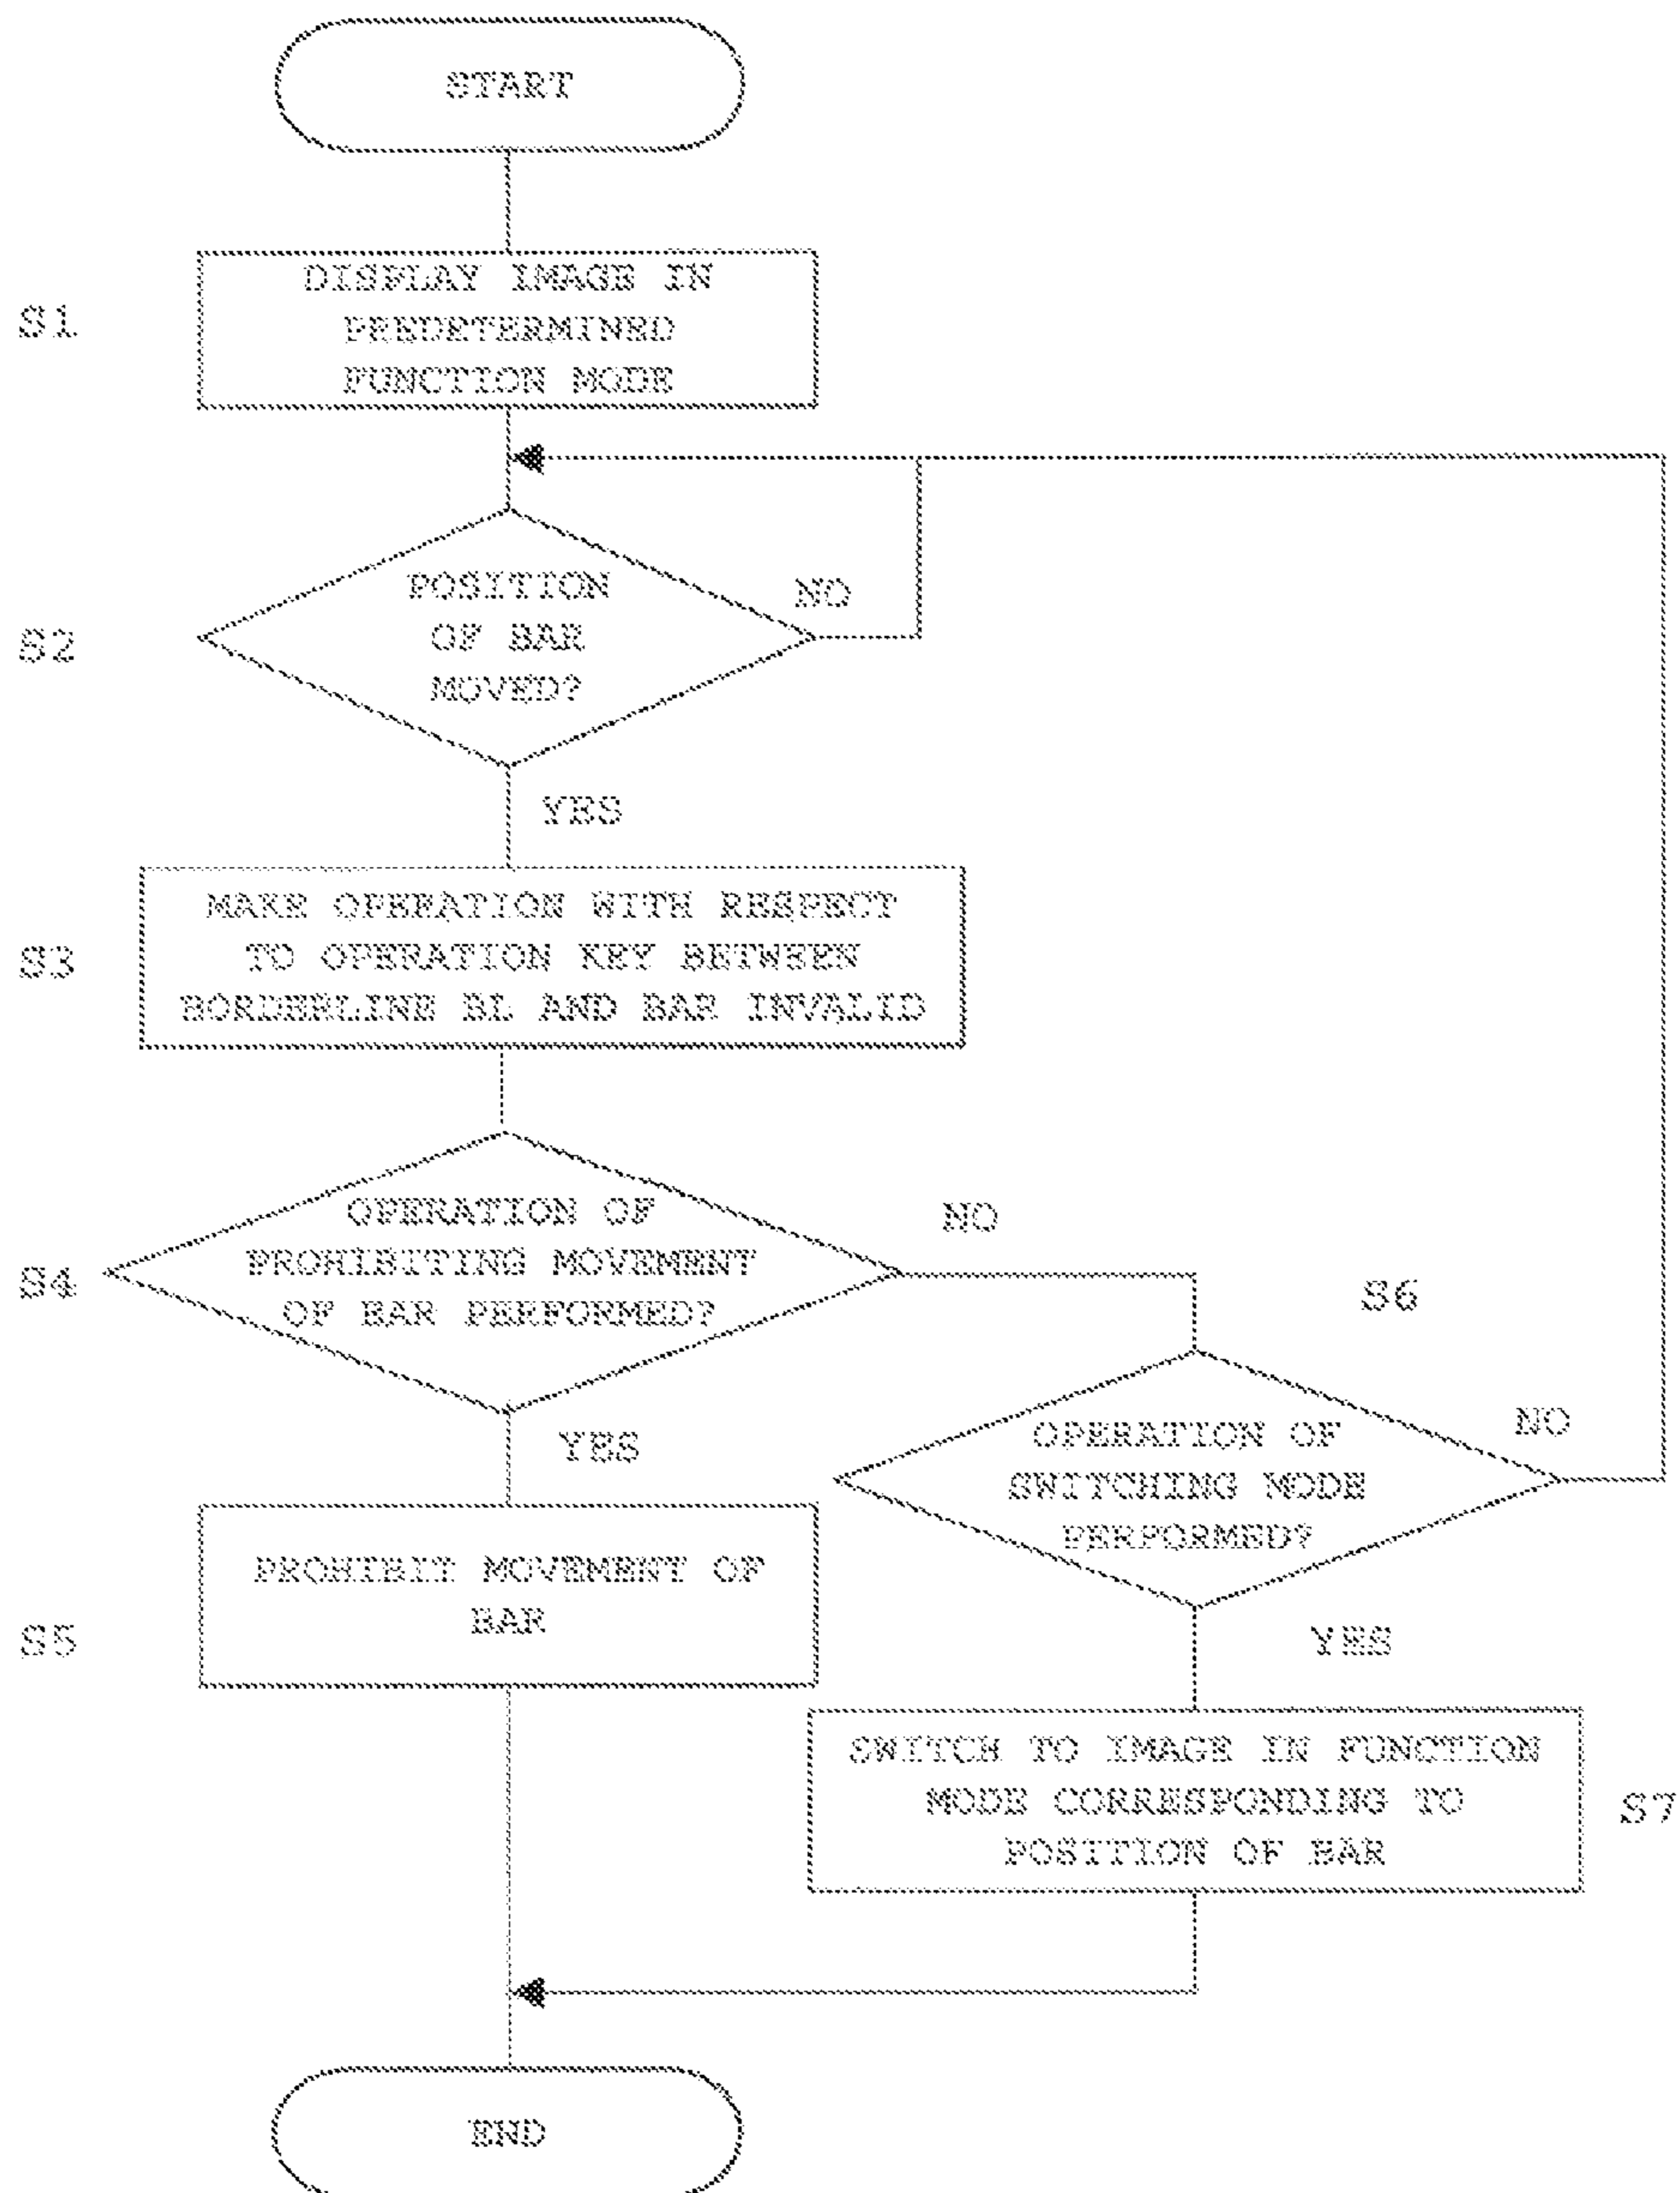 START
S1
DISPLAY IMAGE IN
PREDETERMINED
FUNCTION MODE
S2
POSITION
OF BAR
MOVED?
NO
YES
S3
MAKE OPERATION WITH RESPECT
TO OPERATION KEY BETWEEN
BORDERLINE BL AND BAR INVALID
S4
OPERATION OF
PROHIBITING MOVEMENT
OF BAR PERFORMED?
NO
YES
S6
OPERATION OF
SWITCHING MODE
PERFORMED?
NO
YES
S5
PROHIBIT MOVEMENT OF
BAR
SWITCH TO IMAGE IN FUNCTION
MODE CORRESPONDING TO
POSITION OF BAR
S7
END